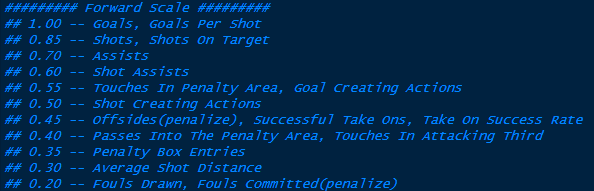 ######### Forward Scale #########
## 1.00 -- Goals, Goals Per Shot
## 0.85 -- Shots, Shots On Target
## 0.70 -- Assists
## 0.60 -- Shot Assists
## 0.55 -- Touches In Penalty Area, Goal Creating Actions
## 0.50 -- Shot Creating Actions
## 0.45 -- Offsides(penalize), Successful Take Ons, Take On Success Rate
## 0.40 -- Passes Into The Penalty Area, Touches In Attacking Third
## 0.35 -- Penalty Box Entries
## 0.30 -- Average Shot Distance
## 0.20 -- Fouls Drawn, Fouls Committed(penalize)